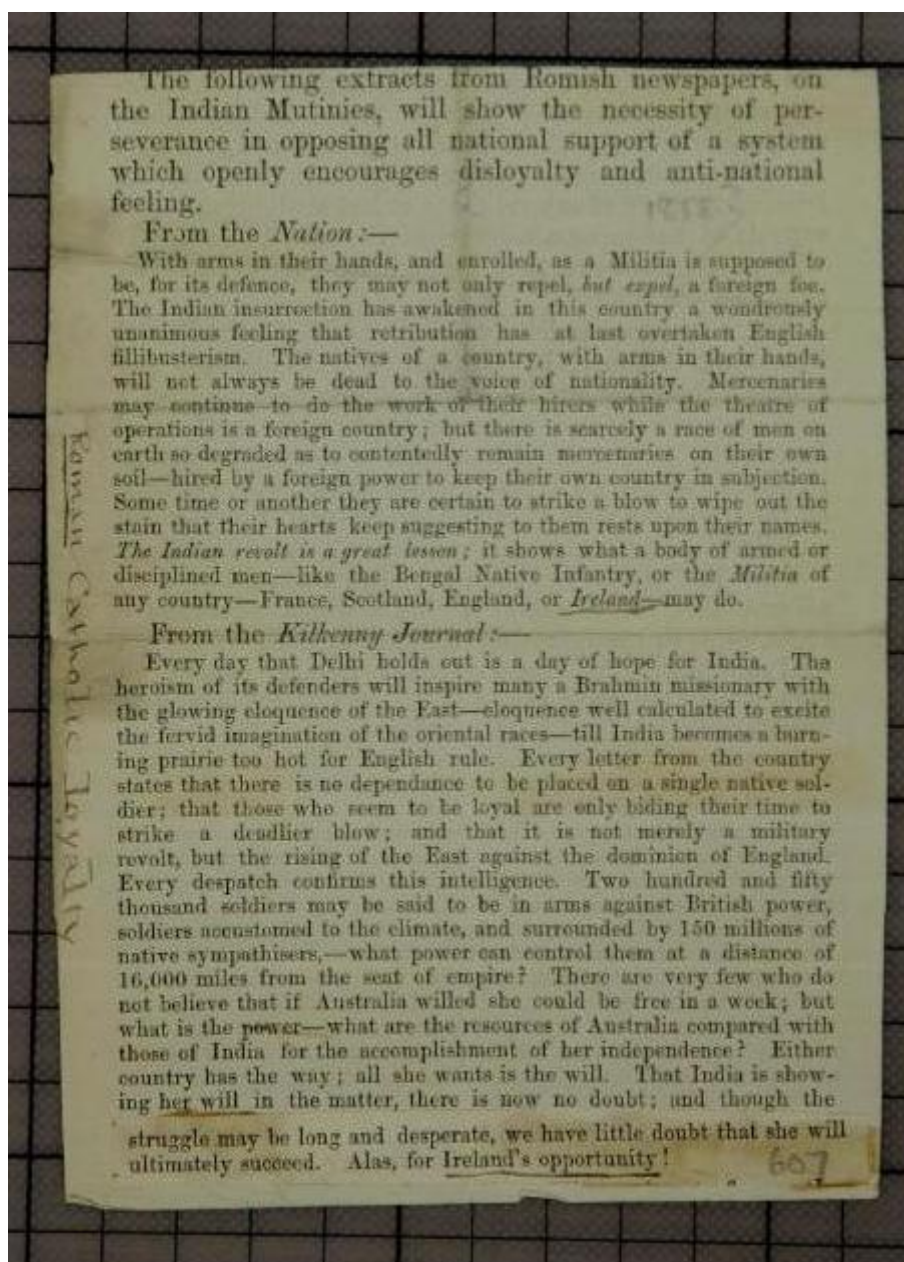 The following extracts from Romish newspapers, on
the Indian Mutinies, will show the necessity of per-
severance in opposing all national support of a system
which openly encourages disloyalty and anti-national
feeling.
From the Nation:—
With arms in their hands, and enrolled, as a Militia is supposed to
be, for its defence, they may not only repel, but expel, a foreign foe.
The Indian insurrection has awakened in this country a wondrously
unanimous feeling that retribution has at last overtaken English
fillibusterism. The natives of a country, with arms in their hands,
will not always be dead to the voice of nationality. Mercenaries
may continue to do the work of their hirers while the theatre of
operations is a foreign country; but there is scarcely a race of men on
earth so degraded as to contentedly remain mercenaries on their own
soil—hired by a foreign power to keep their own country in subjection.
Some time or another they are certain to strike a blow to wipe out the
stain that their hearts keep suggesting to them rests upon their names.
The Indian revolt is a great lesson; it shows what a body of armed or
disciplined men—like the Bengal Native Infantry, or the Militia of
any country—France, Scotland, England, or Ireland—may do.
From the Kilkenny Journal:—
Every day that Delhi holds out is a day of hope for India. The
heroism of its defenders will inspire many a Brahmin missionary with
the glowing eloquence of the East—eloquence well calculated to excite
the fervid imagination of the oriental races—till India becomes a burn-
ing prairie too hot for English rule. Every letter from the country
states that there is no dependance to be placed on a single native sol-
dier; that those who seem to be loyal are only biding their time to
strike a deadlier blow; and that it is not merely a military
revolt, but the rising of the East against the dominion of England.
Every despatch confirms this intelligence. Two hundred and fifty
thousand soldiers may be said to be in arms against British power,
soldiers accustomed to the climate, and surrounded by 150 millions of
native sympathisers,—what power can control them at a distance of
16,000 miles from the seat of empire? There are very few who do
not believe that if Australia willed she could be free in a week; but
what is the power—what are the resources of Australia compared with
those of India for the accomplishment of her independence? Either
country has the way; all she wants is the will. That India is show-
ing her will in the matter, there is now no doubt; and though the
struggle may be long and desperate, we have little doubt that she will
ultimately succeed. Alas, for Ireland's opportunity!
607
Roman Catholic Loyalty